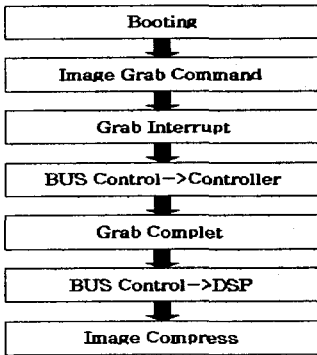 Booting
Image Grab Command
Grab Interrupt
BUS Control->Controller
Grab Complet
BUS Control->DSP
Image Compress